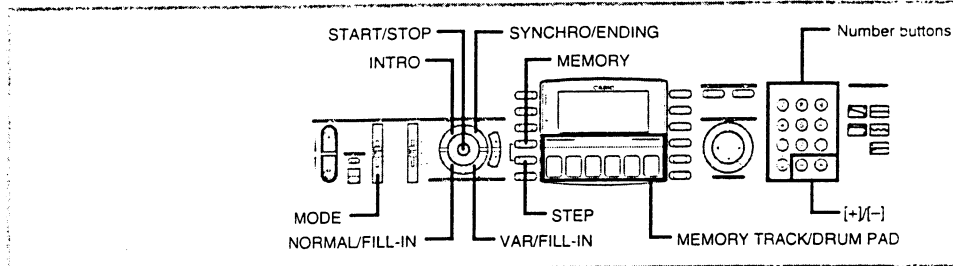 START/STOP
SYNCHRO/ENDING
Number buttons
INTRO
MEMORY
CASIO
MODE
STEP
[+]/[−]
NORMAL/FILL-IN
VAR/FILL-IN
MEMORY TRACK/DRUM PAD